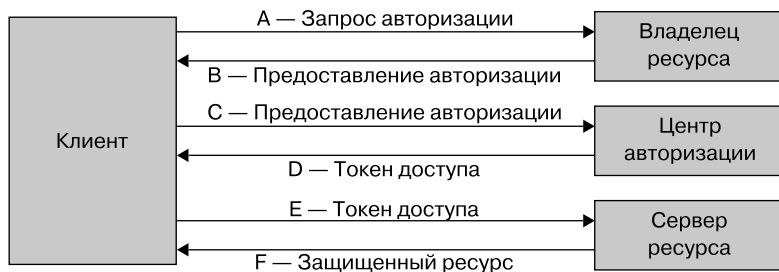 A — Запрос авторизации
Владелец
ресурса
B — Предоставление авторизации
Клиент
C — Предоставление авторизации
Центр
авторизации
D — Токен доступа
E — Токен доступа
Сервер
ресурса
F — Защищенный ресурс